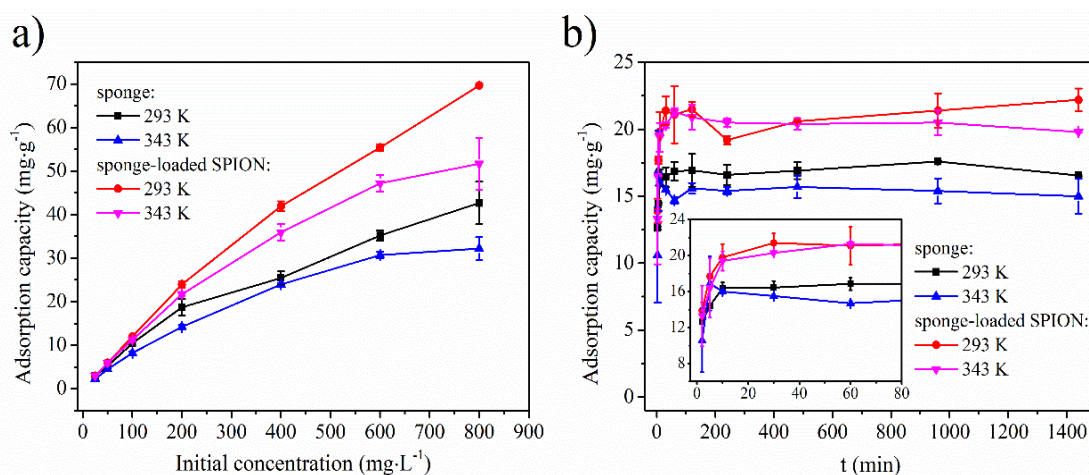 a)
Adsorption capacity (mg·g⁻¹)
80
70
60
50
40
30
20
10
0
sponge:
293 K
343 K
sponge-loaded SPION:
293 K
343 K
0 100 200 300 400 500 600 700 800 900
Initial concentration (mg·L⁻¹)
b)
Adsorption capacity (mg·g⁻¹)
25
20
15
10
5
0
24
20
16
12
8
0 20 40 60 80
sponge:
293 K
343 K
sponge-loaded SPION:
293 K
343 K
0 200 400 600 800 1000 1200 1400
t (min)